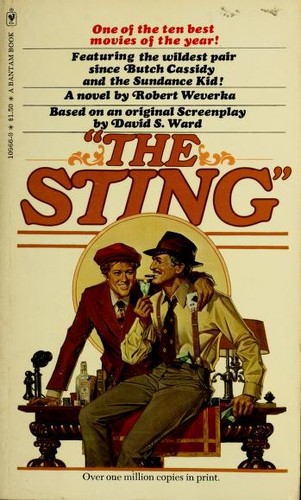 One of the ten best
movies of the year!
Featuring the wildest pair
since Butch Cassidy
and the Sundance Kid!
A novel by Robert Weverka
Based on an original Screenplay
by David S. Ward
"THE
STING"
Over one million copies in print.
10966-9 ★ $1.50 ★ A BANTAM BOOK